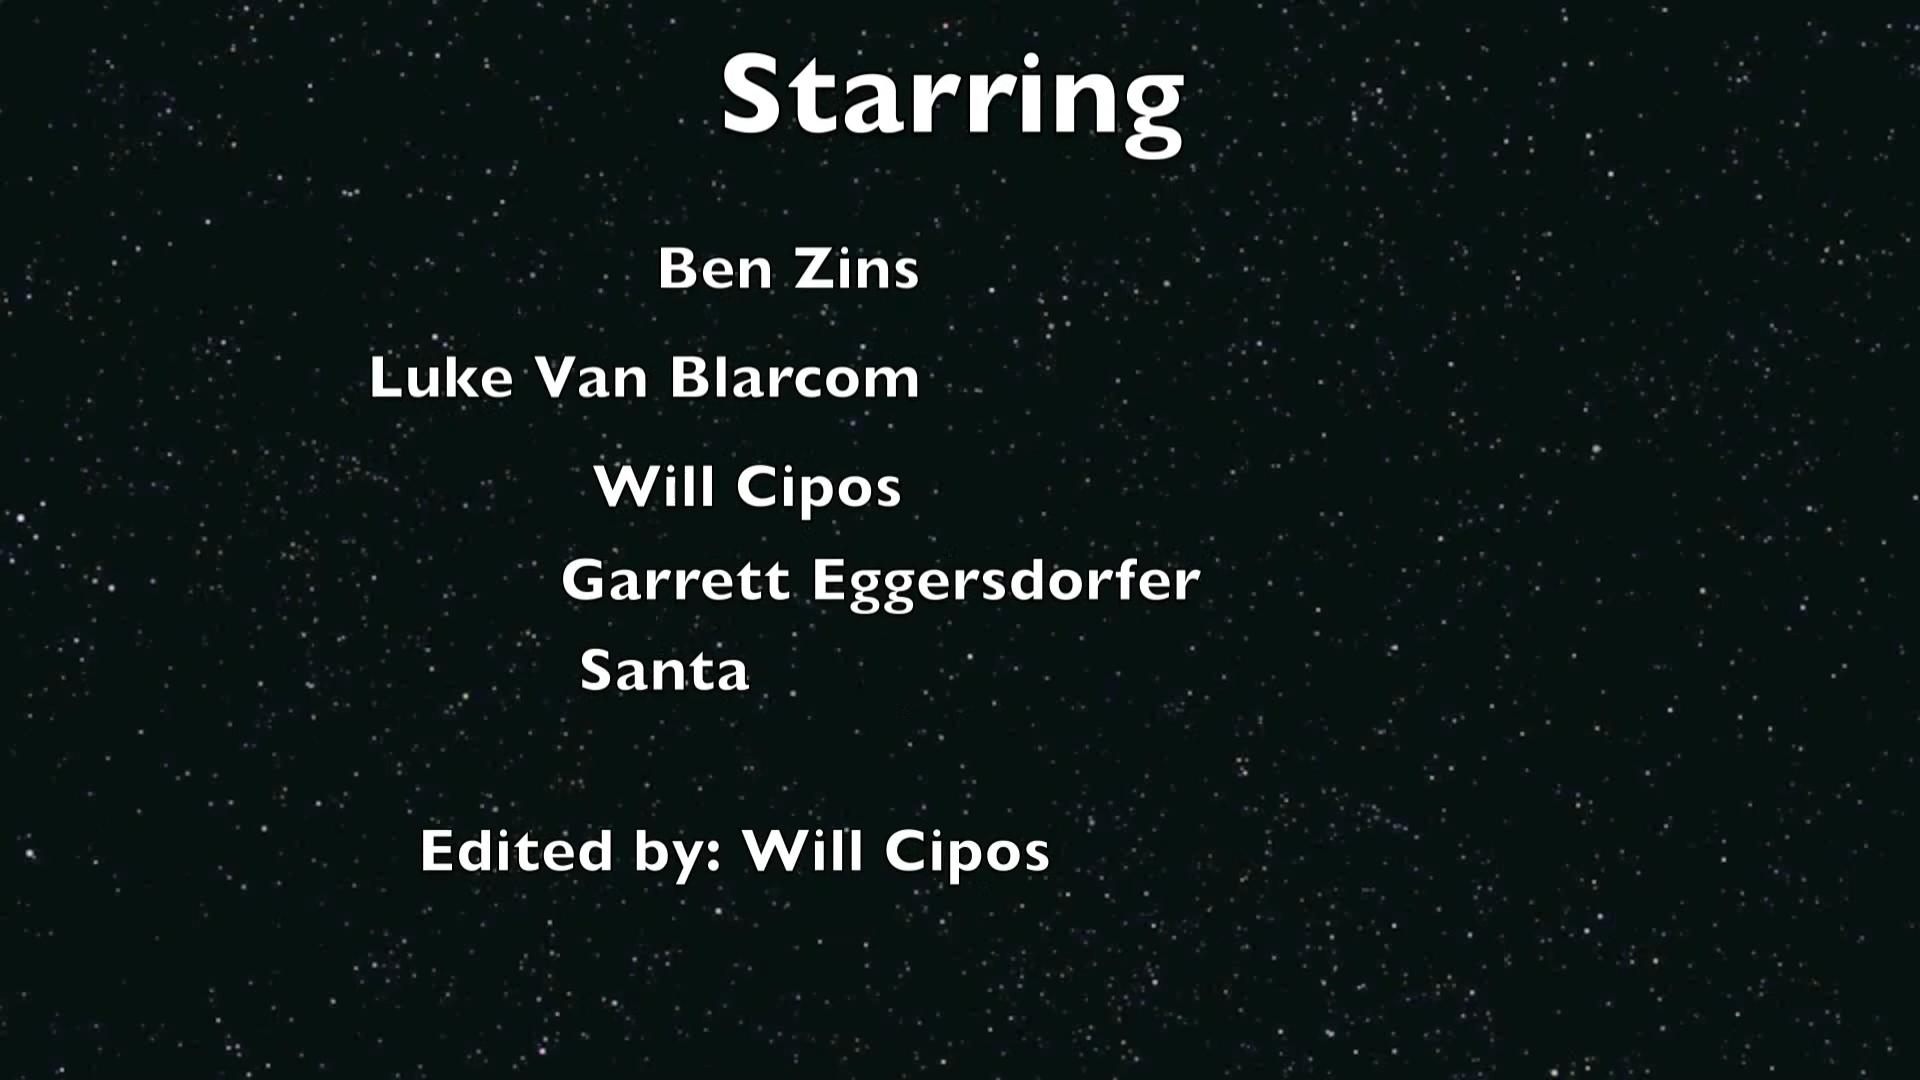 Starring
Ben Zins
Luke Van Blarcom
Will Cipos
Garrett Eggersdorfer
Santa
Edited by: Will Cipos